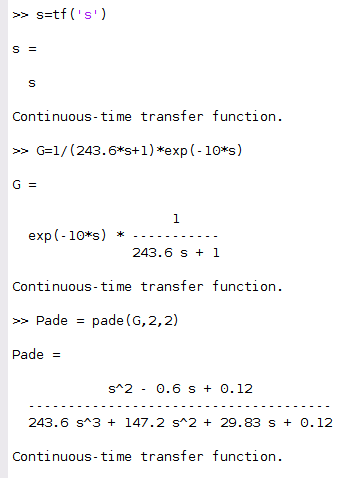 >> s=tf('s')
s =
s
Continuous-time transfer function.
>> G=1/(243.6*s+1)*exp(-10*s)
G =
1
exp(-10*s) * -----------
243.6 s + 1
Continuous-time transfer function.
>> Pade = pade(G,2,2)
Pade =
s^2 - 0.6 s + 0.12
-------------------------------------
243.6 s^3 + 147.2 s^2 + 29.83 s + 0.12
Continuous-time transfer function.